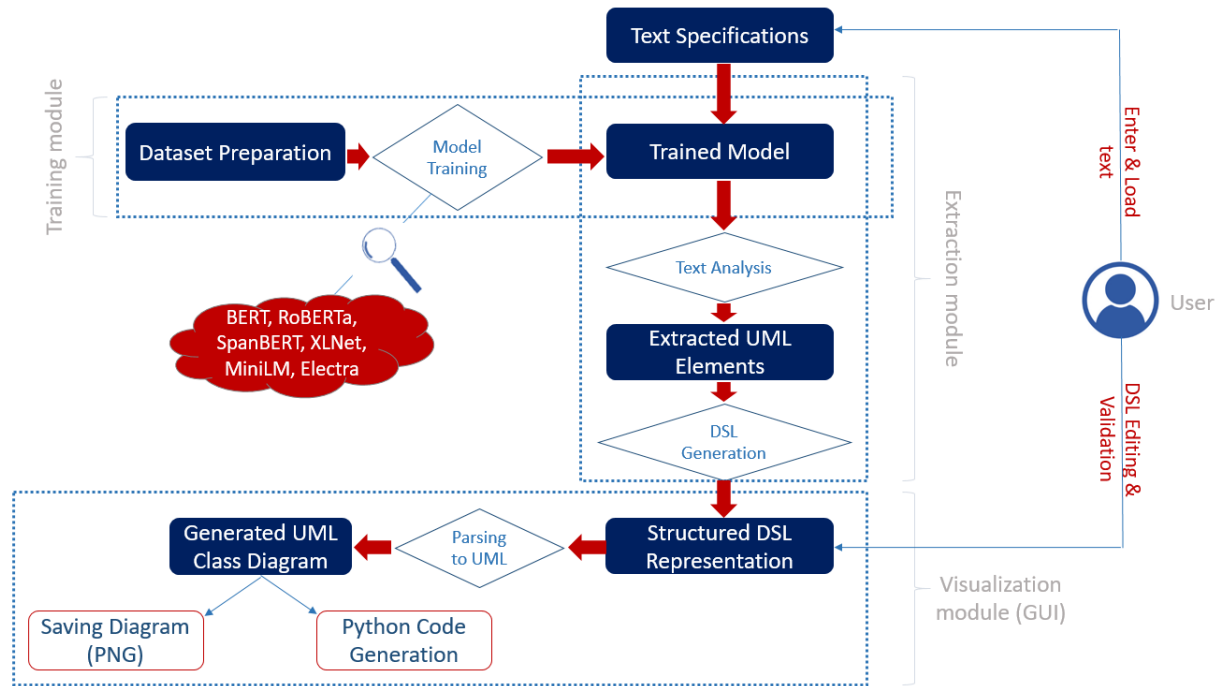 Text Specifications
Training module
Dataset Preparation
Model
Training
Trained Model
Enter & Load
text
Extraction module
Text Analysis
User
BERT, RoBERTa,
SpanBERT, XLNet,
MiniLM, Electra
Extracted UML
Elements
DSL Editing &
Validation
DSL
Generation
Generated UML
Class Diagram
Parsing
to UML
Structured DSL
Representation
Visualization
module (GUI)
Saving Diagram
(PNG)
Python Code
Generation